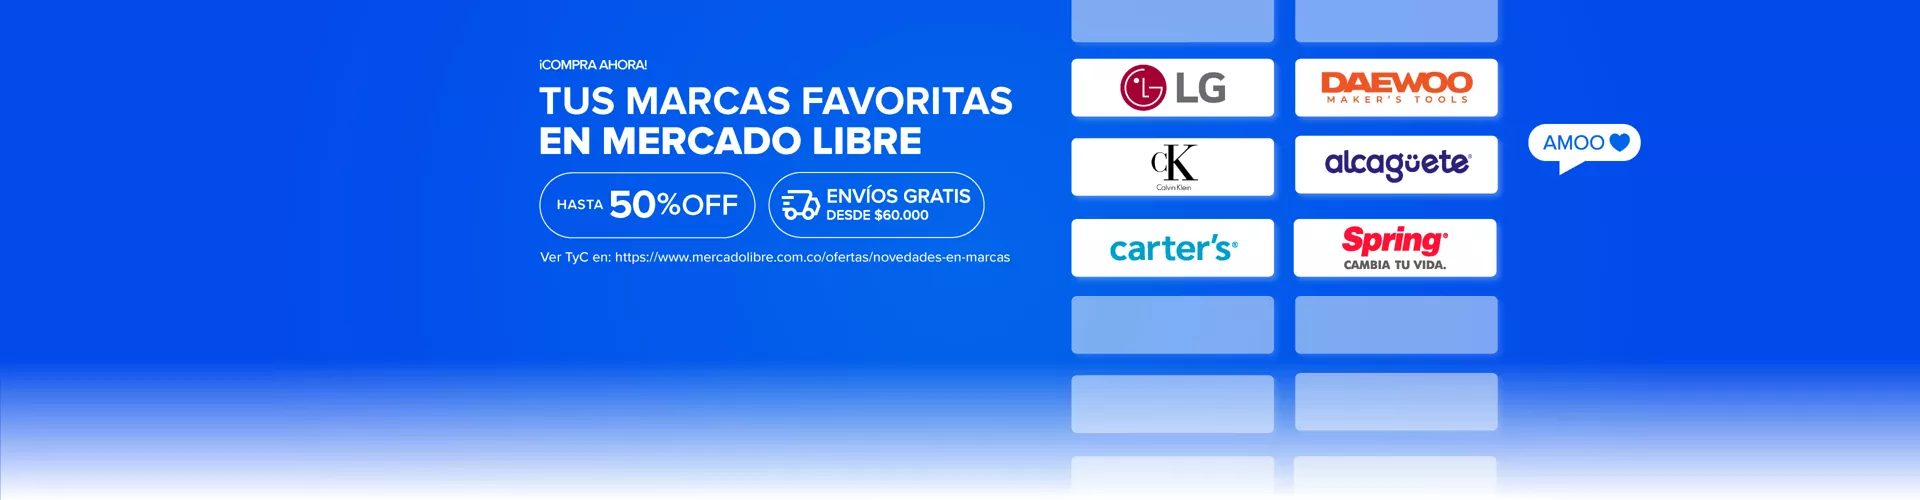 ¡COMPRA AHORA!
TUS MARCAS FAVORITAS
EN MERCADO LIBRE
HASTA 50%OFF
ENVÍOS GRATIS
DESDE $60.000
Ver TyC en: https://www.mercadolibre.com.co/ofertas/novedades-en-marcas
LG
DAEWOO
MAKER'S TOOLS
cK
Calvin Klein
alcagüete®
carter's®
Spring®
CAMBIA TU VIDA.
AMOO